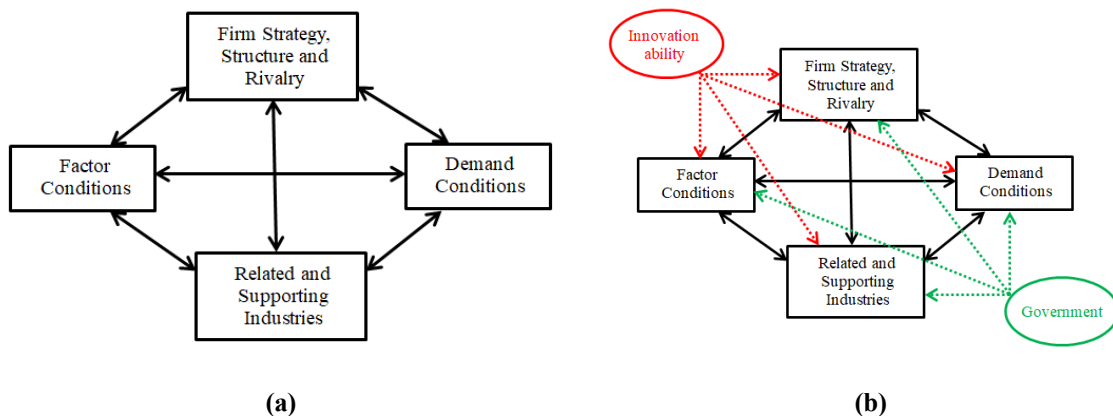 Firm Strategy,
Structure and
Rivalry
Factor
Conditions
Demand
Conditions
Related and
Supporting
Industries
(a)
Innovation
ability
Firm Strategy,
Structure and
Rivalry
Factor
Conditions
Demand
Conditions
Related and
Supporting
Industries
Government
(b)